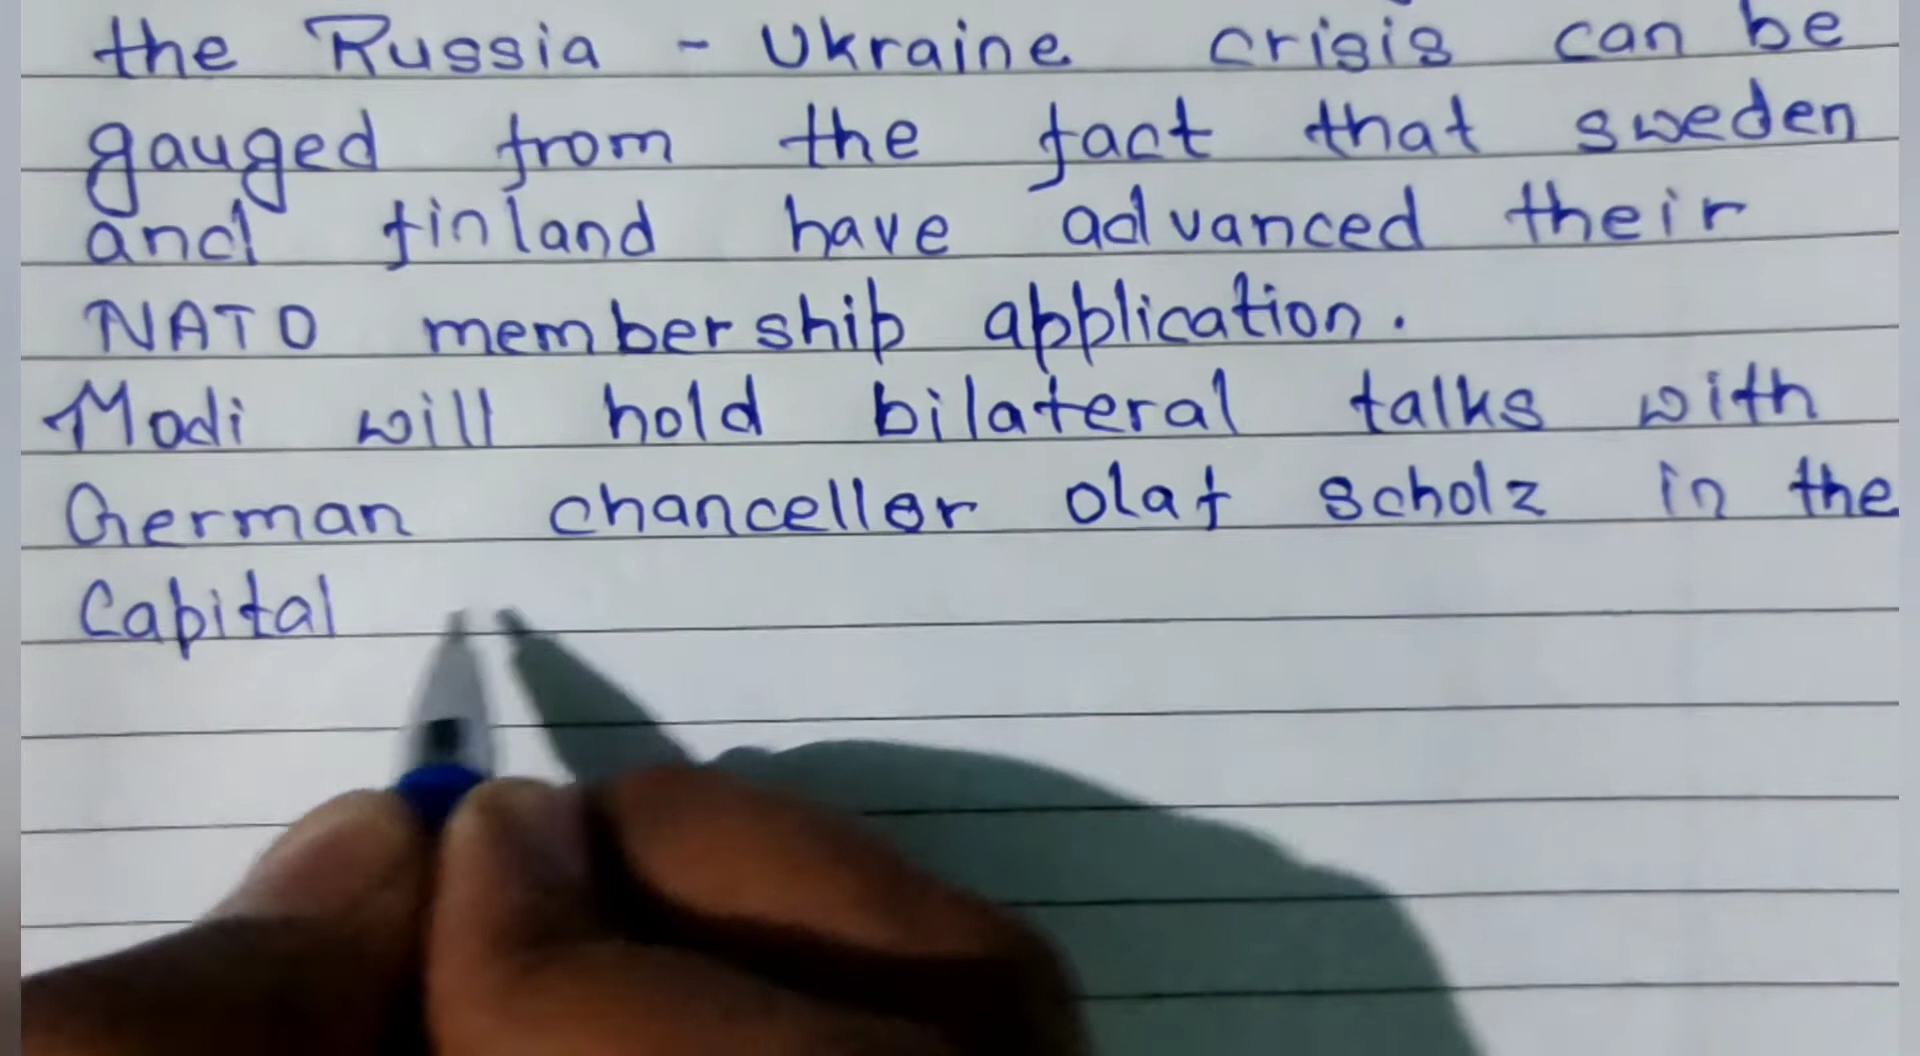 the Russia - Ukraine crisis can be
gauged from the fact that sweden
and finland have advanced their
NATO membership application.
Modi will hold bilateral talks with
German chancellor olaf scholz in the
Capital